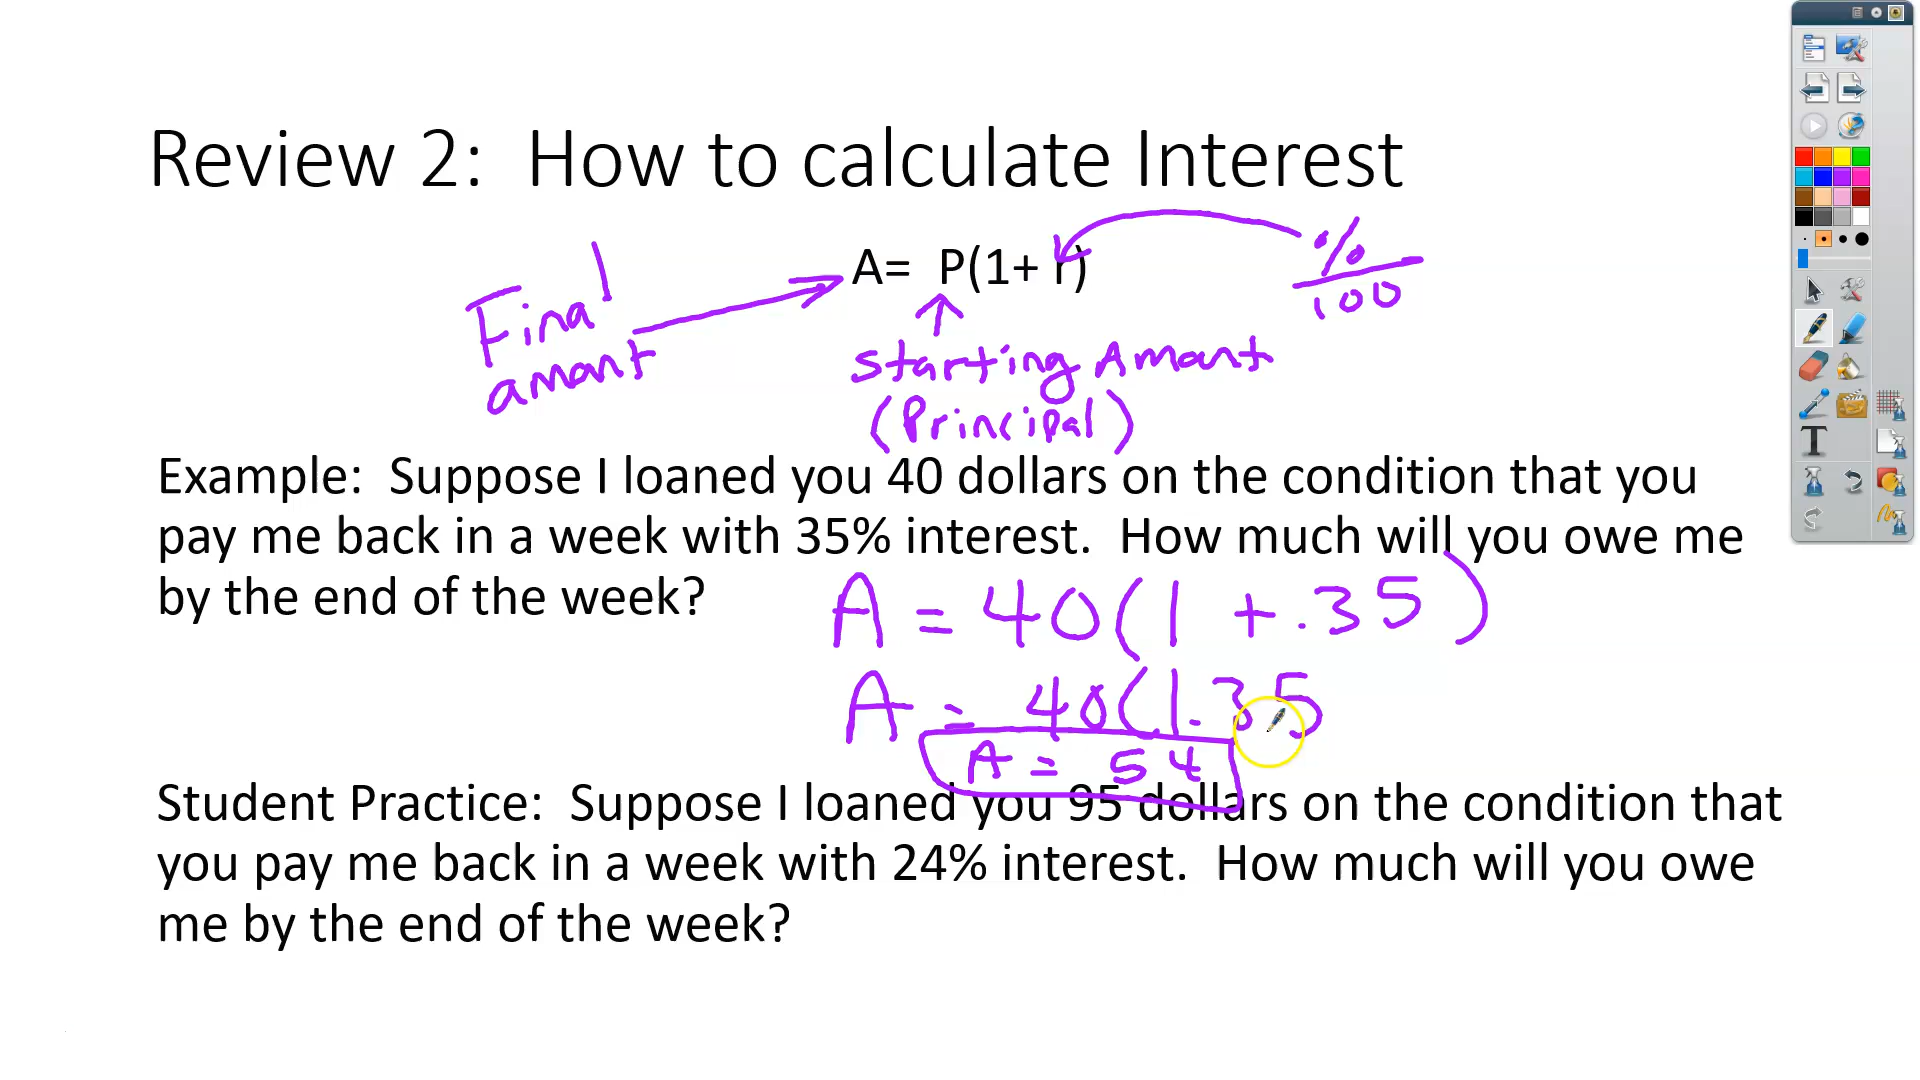 Review 2: How to calculate Interest
A= P(1+ r)
%
100
Final
amount
Starting Amount
(Principal)
Example: Suppose I loaned you 40 dollars on the condition that you
pay me back in a week with 35% interest. How much will you owe me
by the end of the week?
A = 40(1 + .35)
A = 40(1.35
A = 54
Student Practice: Suppose I loaned you 95 dollars on the condition that
you pay me back in a week with 24% interest. How much will you owe
me by the end of the week?
T